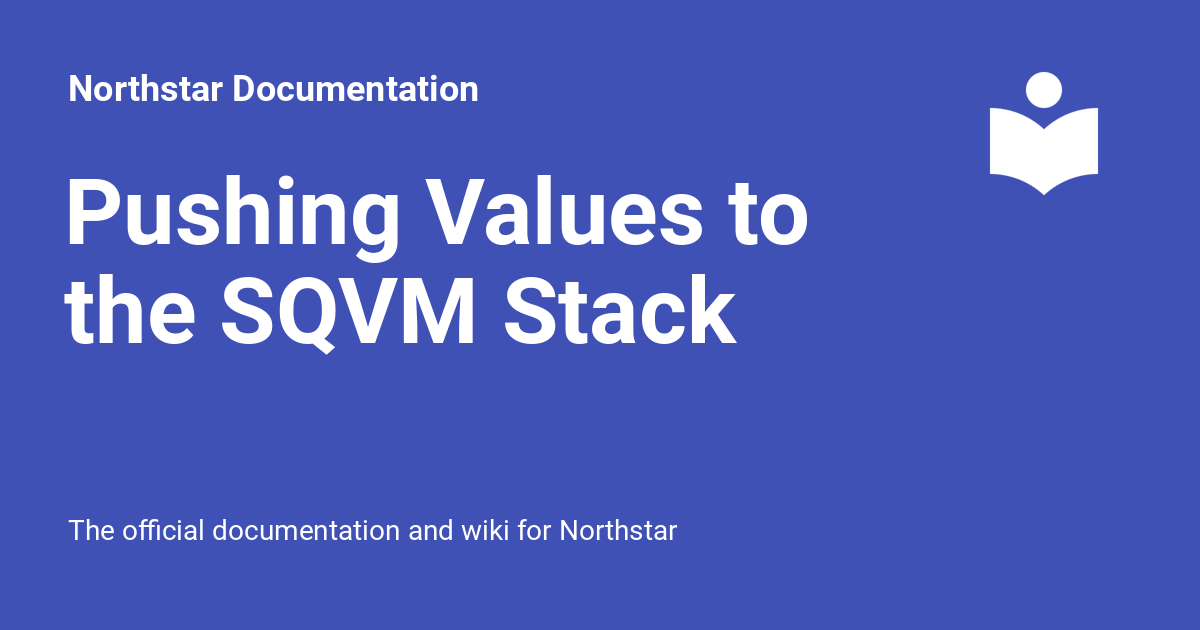 Northstar Documentation
Pushing Values to
the SQVM Stack
The official documentation and wiki for Northstar